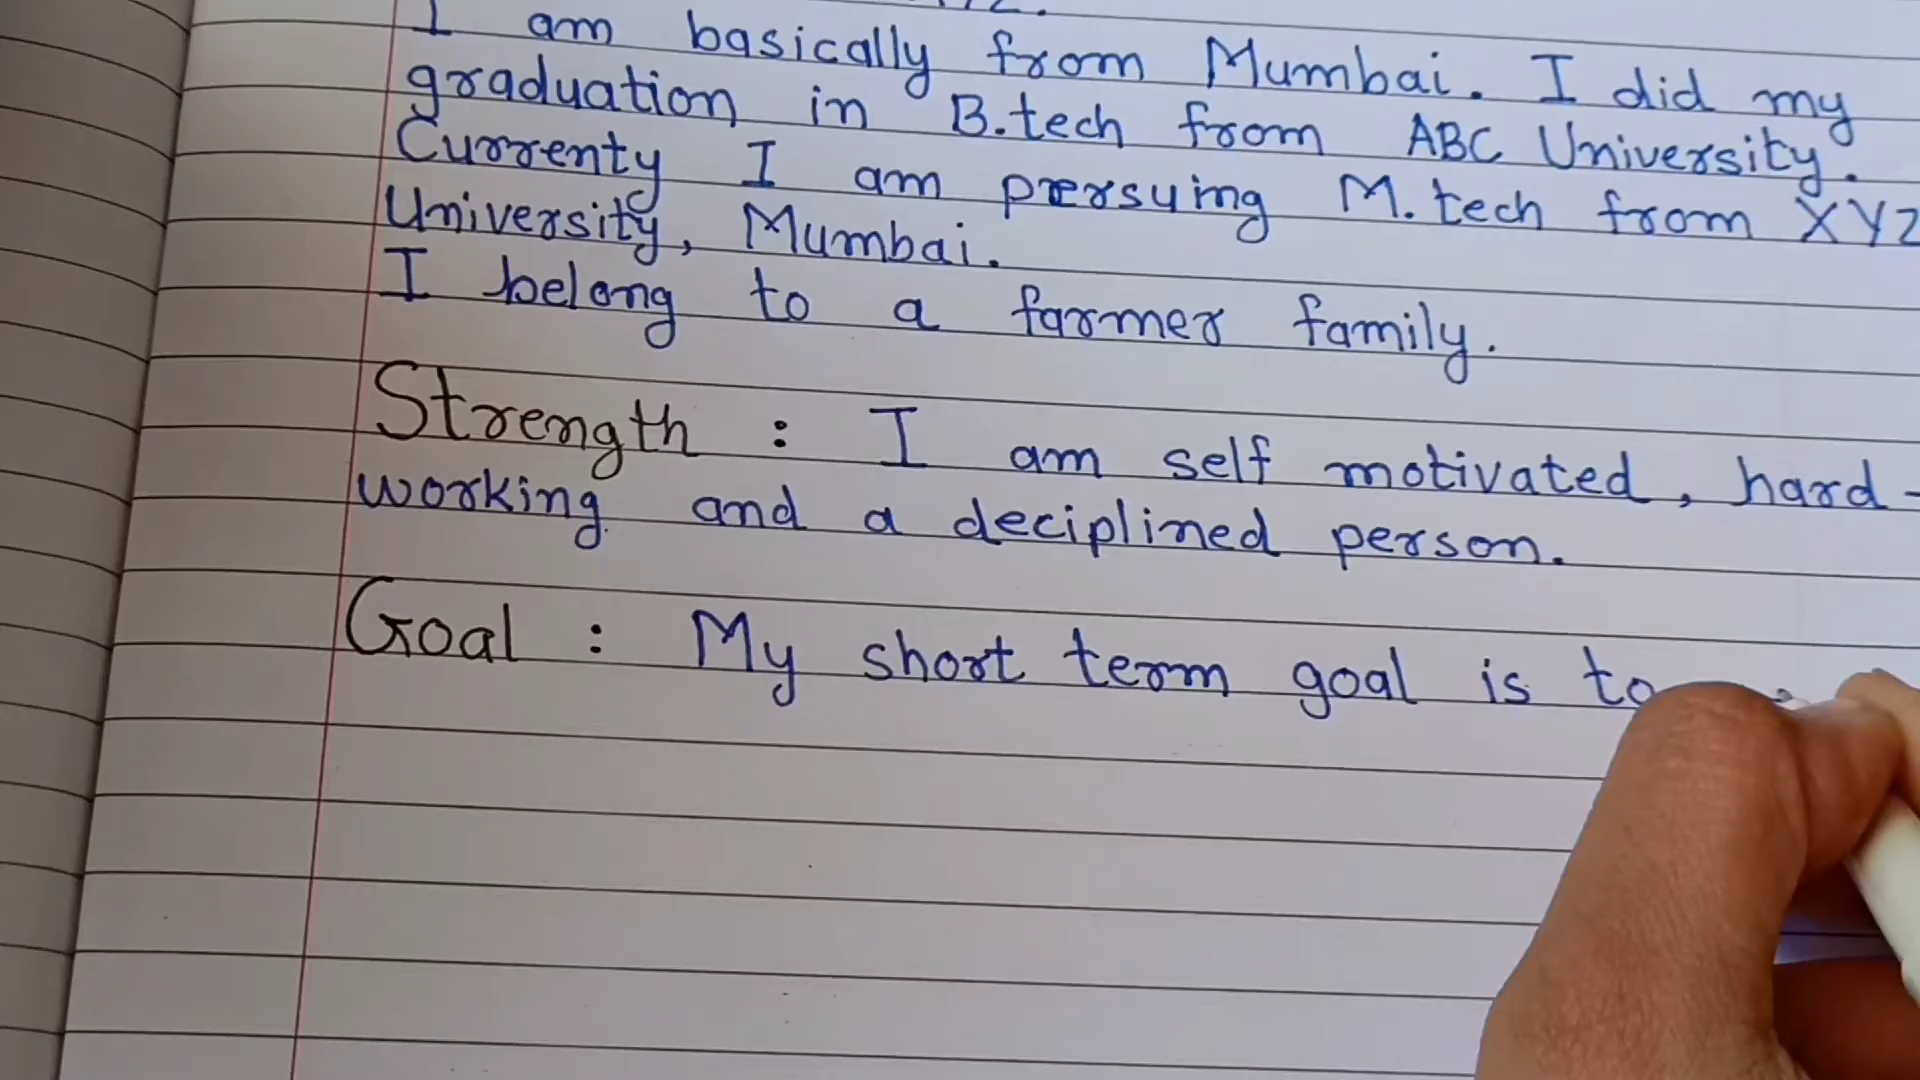 I am basically from Mumbai. I did my
graduation in B.tech from ABC University.
Currenty I am persying M.tech from XYZ
University, Mumbai.
I belong to a farmer family.
Strength : I am self motivated, hard-
working and a deciplined person.
Goal : My short term goal is to